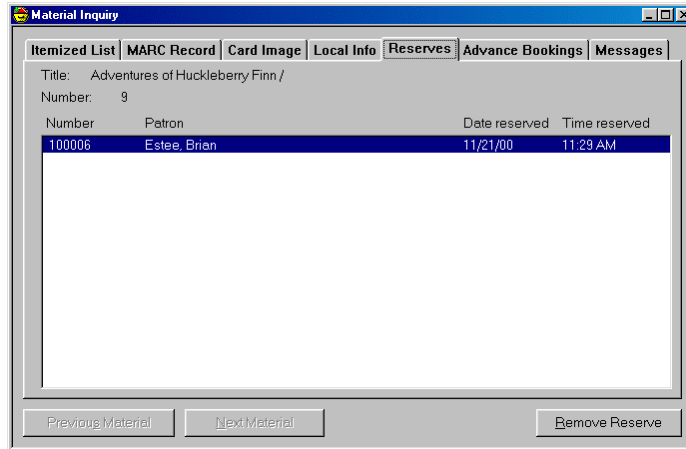 Material Inquiry
Itemized List MARC Record Card Image Local Info Reserves Advance Bookings Messages
Title: Adventures of Huckleberry Finn /
Number: 9
Number Patron Date reserved Time reserved
100006 Estee, Brian 11/21/00 11:29 AM
Previous Material Next Material Remove Reserve